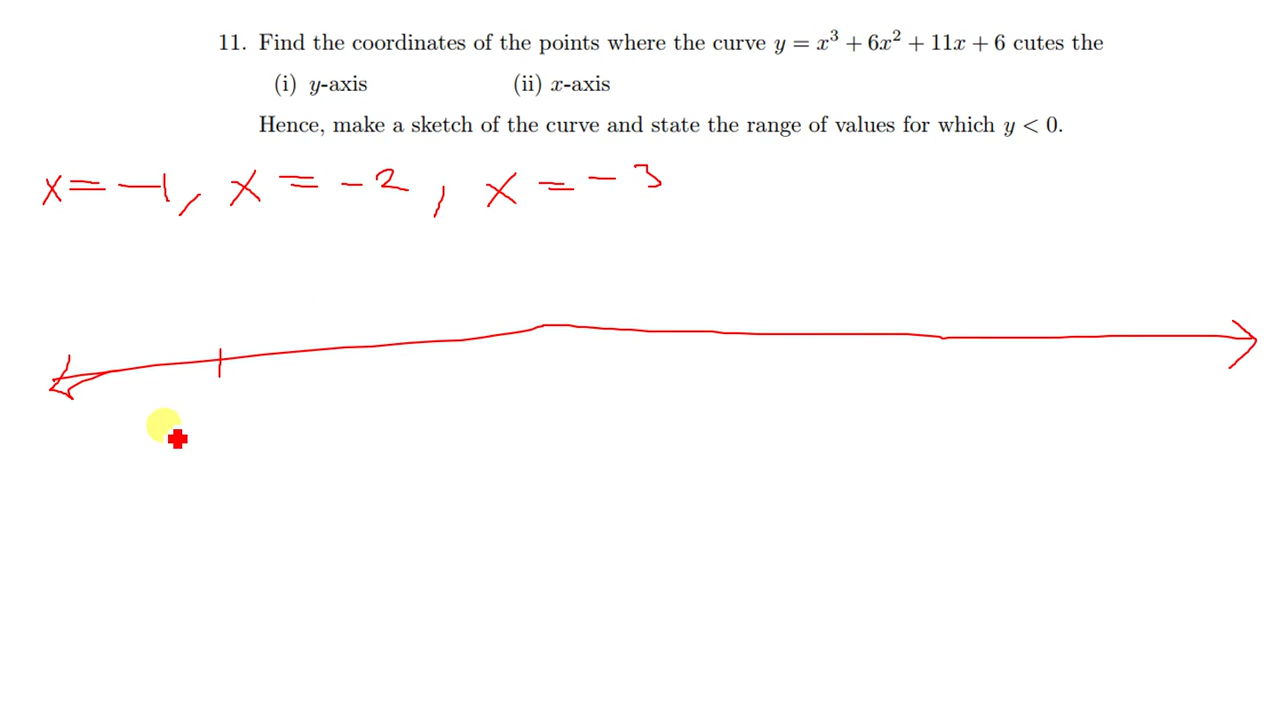 11. Find the coordinates of the points where the curve y = x³ + 6x² + 11x + 6 cutes the
(i) y-axis (ii) x-axis
Hence, make a sketch of the curve and state the range of values for which y < 0.
x = -1, x = -2, x = -3